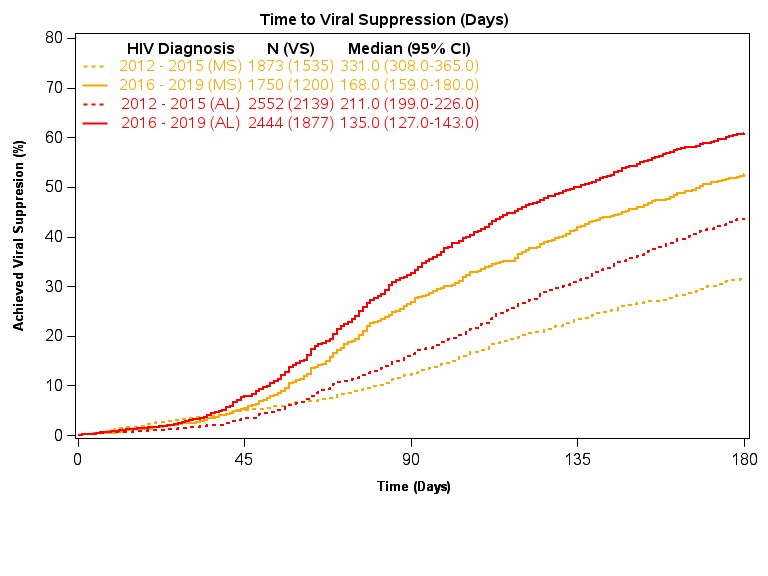 Time to Viral Suppression (Days)
HIV Diagnosis N (VS) Median (95% CI)
2012 - 2015 (MS) 1873 (1535) 331.0 (308.0-365.0)
2016 - 2019 (MS) 1750 (1200) 168.0 (159.0-180.0)
2012 - 2015 (AL) 2552 (2139) 211.0 (199.0-226.0)
2016 - 2019 (AL) 2444 (1877) 135.0 (127.0-143.0)
Achieved Viral Suppresion (%)
80
70
60
50
40
30
20
10
0
0 45 90 135 180
Time (Days)